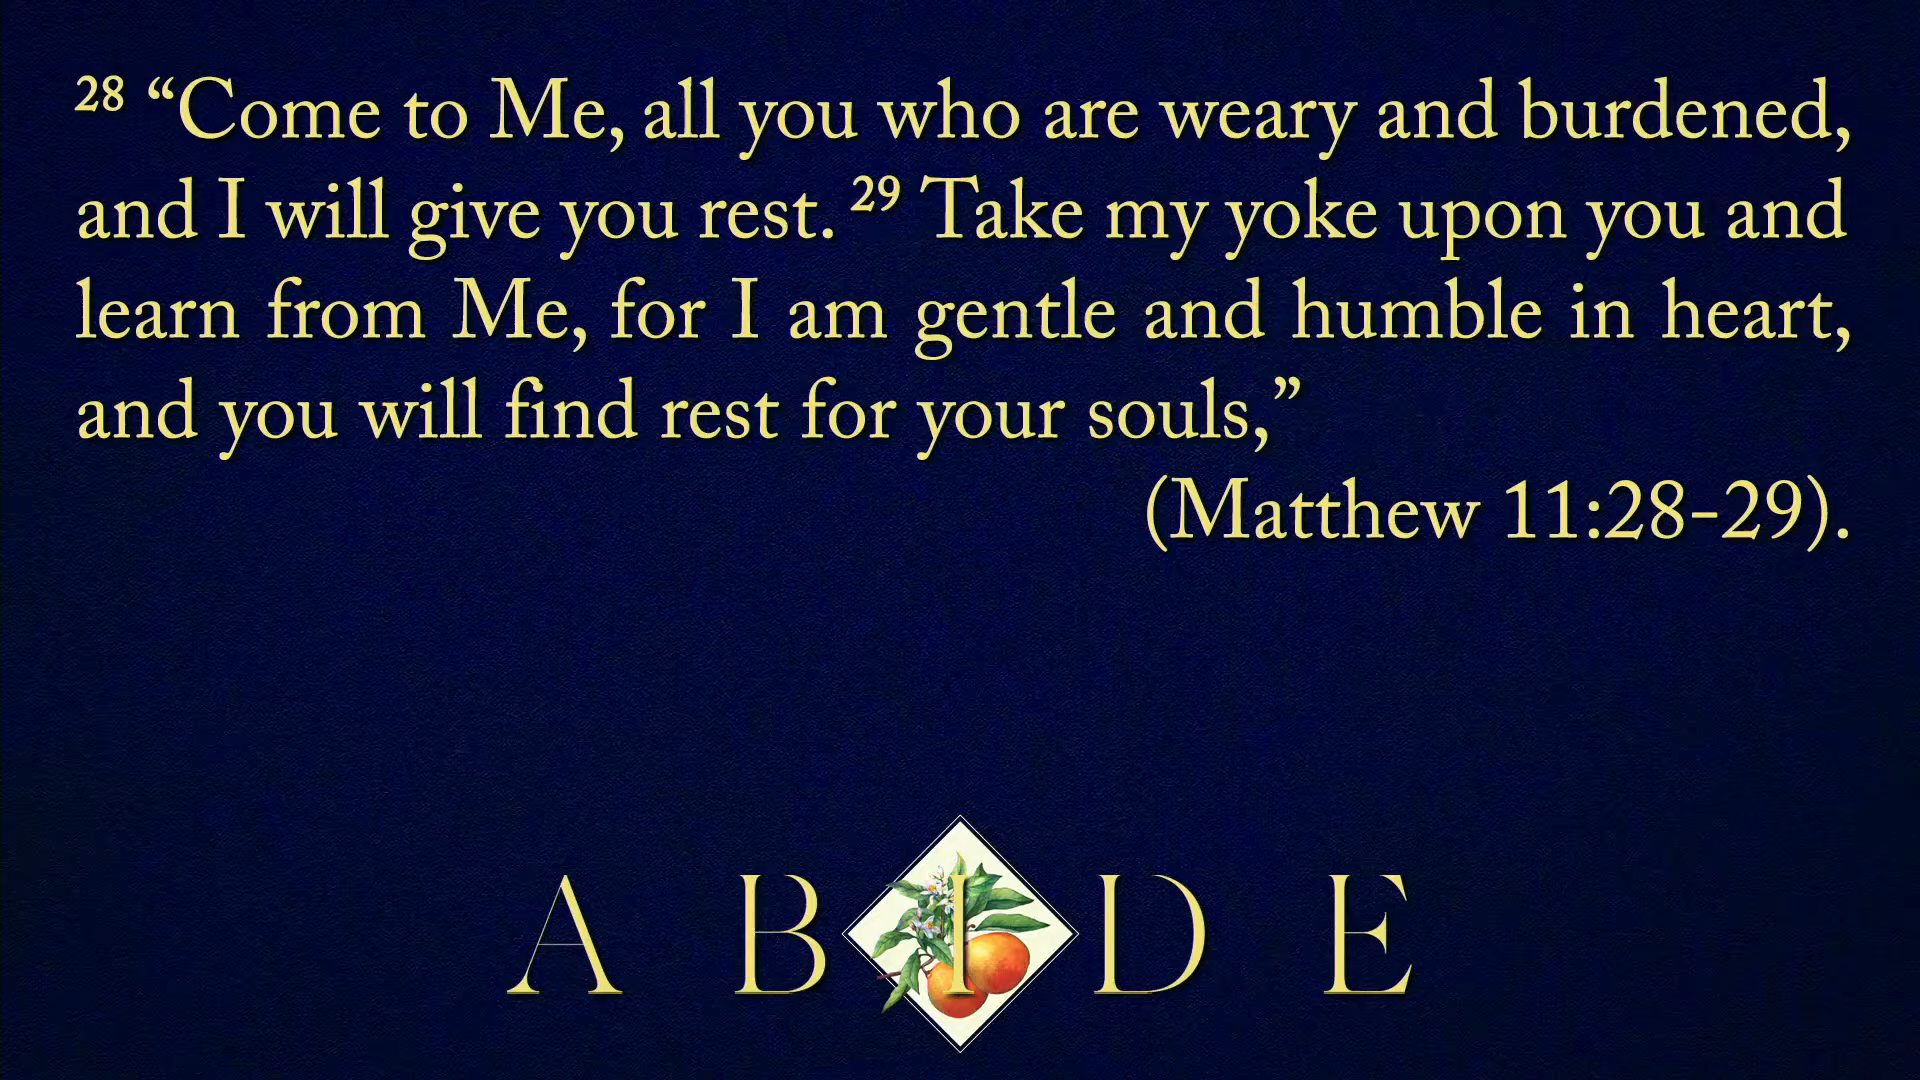 28 “Come to Me, all you who are weary and burdened,
and I will give you rest. 29 Take my yoke upon you and
learn from Me, for I am gentle and humble in heart,
and you will find rest for your souls,”
(Matthew 11:28-29).
A B I D E